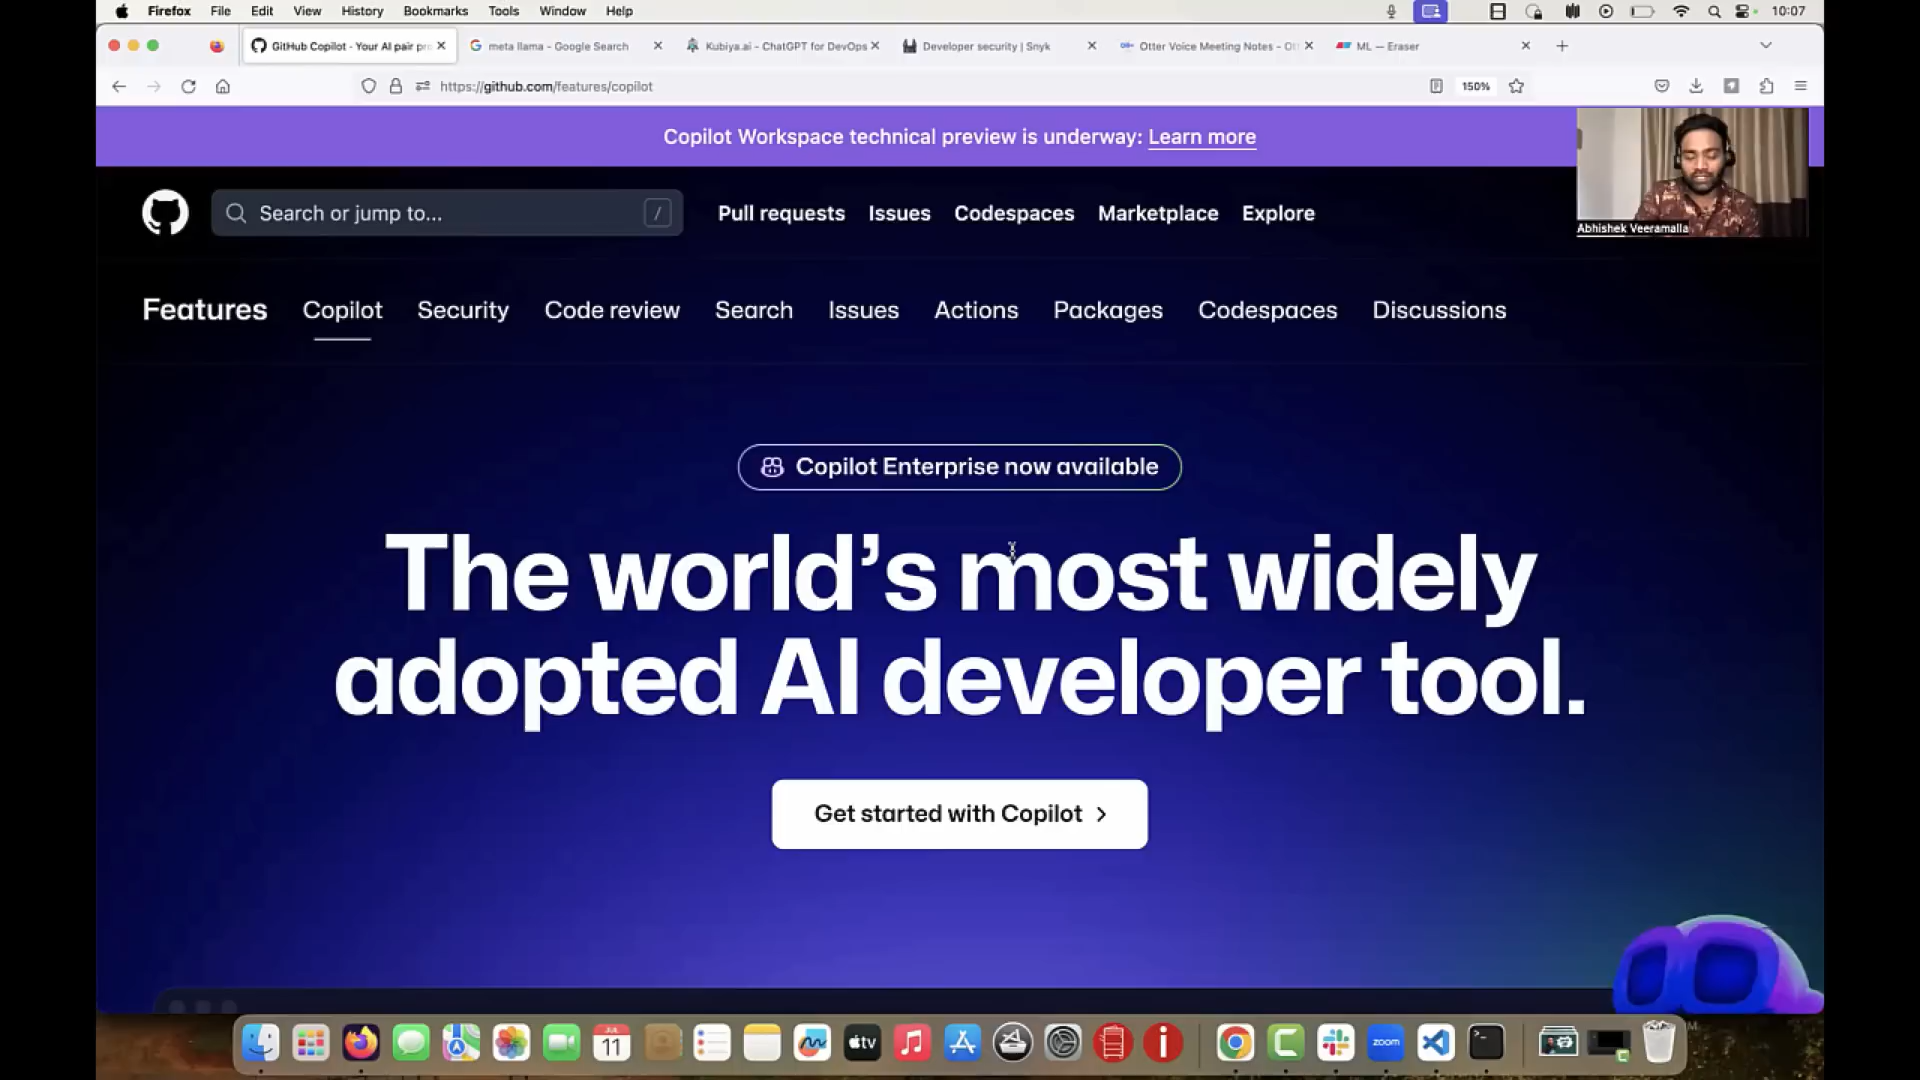 Firefox File Edit View History Bookmarks Tools Window Help 10:07
GitHub Copilot - Your AI pair pr meta llama - Google Search Kubiya.ai - ChatGPT for DevOps Developer security | Snyk Otter Voice Meeting Notes - Ot ML — Eraser
https://github.com/features/copilot 150%
Copilot Workspace technical preview is underway: Learn more
Search or jump to... /
Pull requests Issues Codespaces Marketplace Explore
Abhishek Veeramalla
Features Copilot Security Code review Search Issues Actions Packages Codespaces Discussions
Copilot Enterprise now available
The world’s most widely
adopted AI developer tool.
Get started with Copilot
JUL
11
tv
zoom